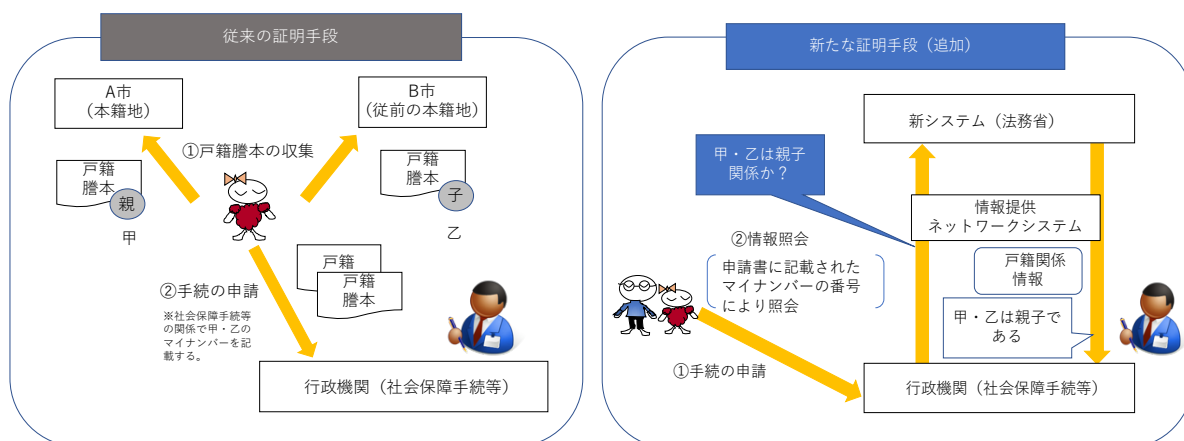 従来の証明手段
A市
(本籍地)
B市
(従前の本籍地)
①戸籍謄本の収集
戸籍
謄本
親
甲
戸籍
謄本
子
乙
②手続の申請
※社会保障手続等
の関係で甲・乙の
マイナンバーを記
載する。
戸籍
戸籍
謄本
行政機関(社会保障手続等)
新たな証明手段(追加)
新システム(法務省)
甲・乙は親子
関係か?
情報提供
ネットワークシステム
②情報照会
申請書に記載された
マイナンバーの番号
により照会
戸籍関係
情報
甲・乙は親子で
ある
①手続の申請
行政機関(社会保障手続等)